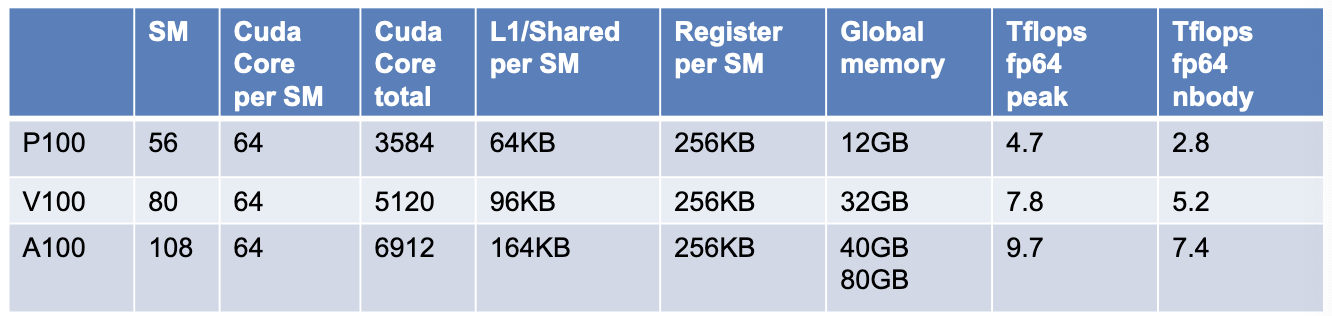 SM Cuda Core per SM Cuda Core total L1/Shared per SM Register per SM Global memory Tflops fp64 peak Tflops fp64 nbody
P100 56 64 3584 64KB 256KB 12GB 4.7 2.8
V100 80 64 5120 96KB 256KB 32GB 7.8 5.2
A100 108 64 6912 164KB 256KB 40GB 80GB 9.7 7.4